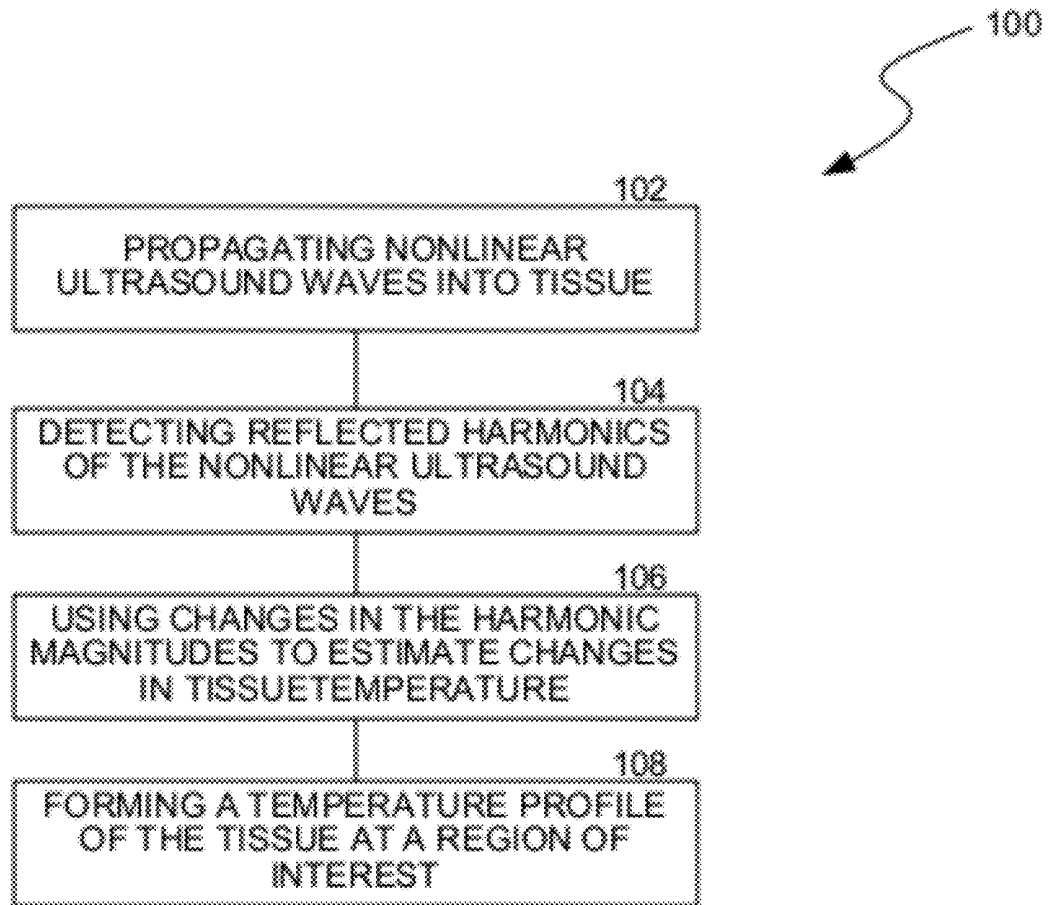 100
102
PROPAGATING NONLINEAR
ULTRASOUND WAVES INTO TISSUE
104
DETECTING REFLECTED HARMONICS
OF THE NONLINEAR ULTRASOUND
WAVES
106
USING CHANGES IN THE HARMONIC
MAGNITUDES TO ESTIMATE CHANGES
IN TISSUETEMPERATURE
108
FORMING A TEMPERATURE PROFILE
OF THE TISSUE AT A REGION OF
INTEREST